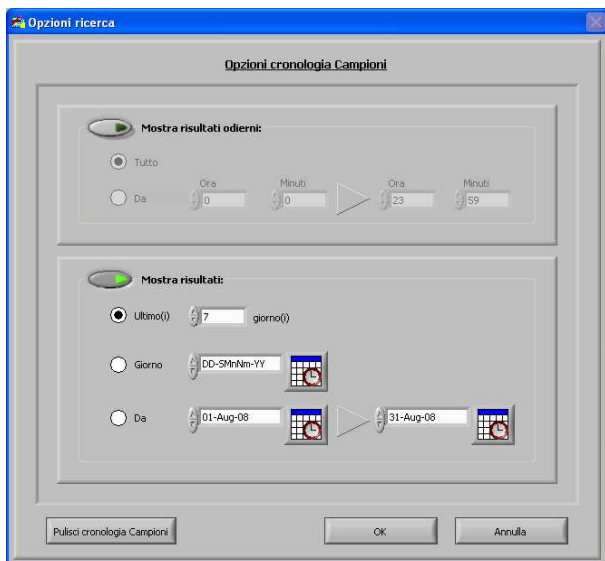 Opzioni ricerca
Opzioni cronologia Campioni
Mostra risultati odierni:
Tutto
Ora Minuti Ora Minuti
Da 0 0 23 59
Mostra risultati:
Ultimo(i) 7 giorno(i)
Giorno DD-SMnNm-YY
Da 01-Aug-08 31-Aug-08
Pulisci cronologia Campioni OK Annulla